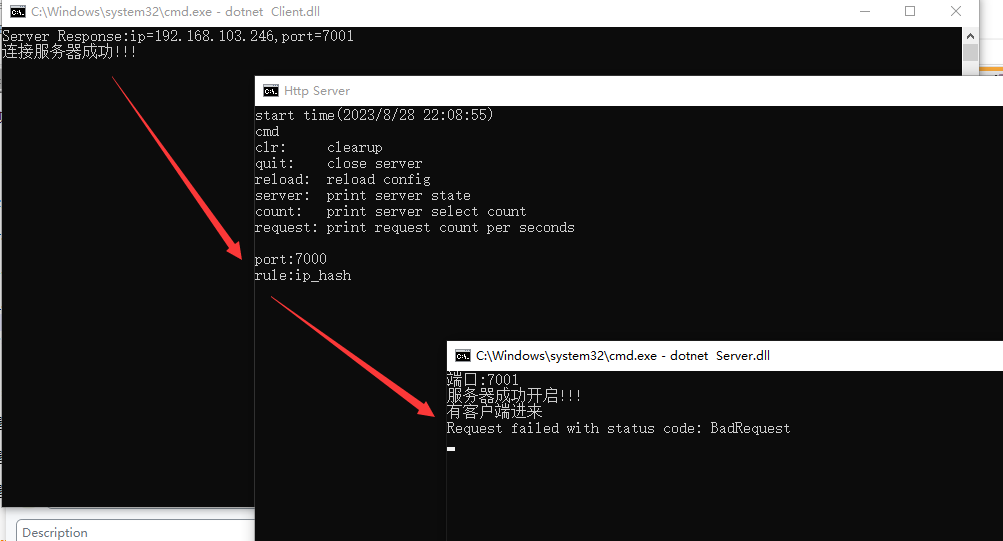 C:\Windows\system32\cmd.exe - dotnet  Client.dll
Server Response:ip=192.168.103.246,port=7001
连接服务器成功!!!
Http Server
start time(2023/8/28 22:08:55)
cmd
clr:     clearup
quit:    close server
reload:  reload config
server:  print server state
count:   print server select count
request: print request count per seconds
port:7000
rule:ip_hash
C:\Windows\system32\cmd.exe - dotnet  Server.dll
端口:7001
服务器成功开启!!!
有客户端进来
Request failed with status code: BadRequest
Description